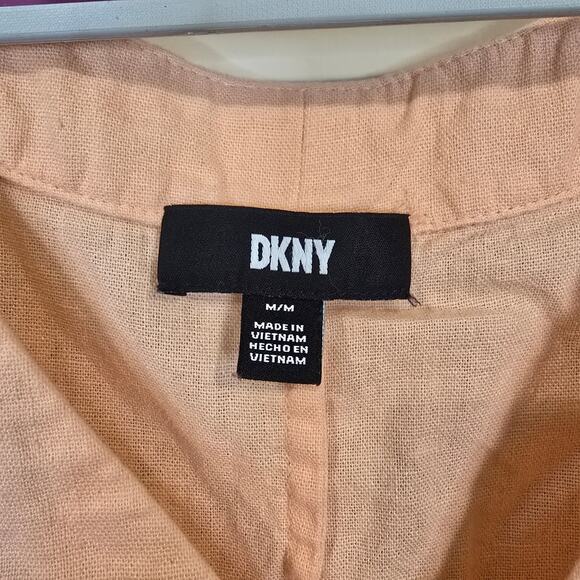 DKNY
M/M
MADE IN
VIETNAM
HECHO EN
VIETNAM